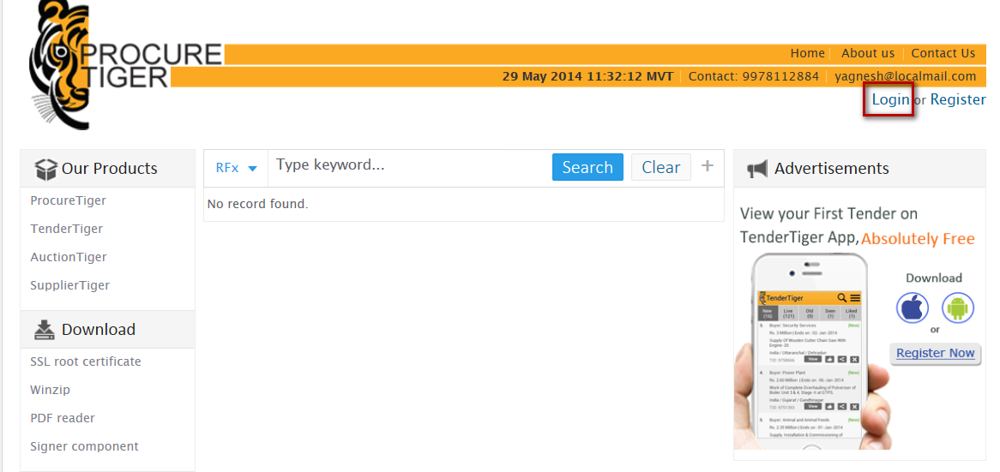 PROCURE
TIGER
Home About us Contact Us
29 May 2014 11:32:12 MVT Contact: 9978112884 yagnesh@localmail.com
Login or Register
Our Products
ProcureTiger
TenderTiger
AuctionTiger
SupplierTiger
Download
SSL root certificate
Winzip
PDF reader
Signer component
RFx Type keyword... Search Clear +
No record found.
Advertisements
View your First Tender on
TenderTiger App, Absolutely Free
TenderTiger
New Live Old Seen Liked
(16) (121) (0) (1) (1)
3. Buyer: Security Services (New)
Rs. 3 Million | Ends on : 02 -Jan -2014
Supply Of Wooden Cutter Chain Saw With
Engine- 20
India / Uttaranchal / Dehradun
View
4. Buyer: Power Plant (New)
Rs. 2.60 Million | Ends on : 06- Jan -2014
Work of Complete Overhauling of Pulveriser of
Boiler Unit 3 & 4, Stage-II at GTPS.
India / Gujarat / Gandhinagar
View
5. Buyer: Animal and Animal Feeds (New)
Rs. 2.35 Million | Ends on : 01 -Jan- 2014
Supply, Installation & Commissioning of
Download
or
Register Now